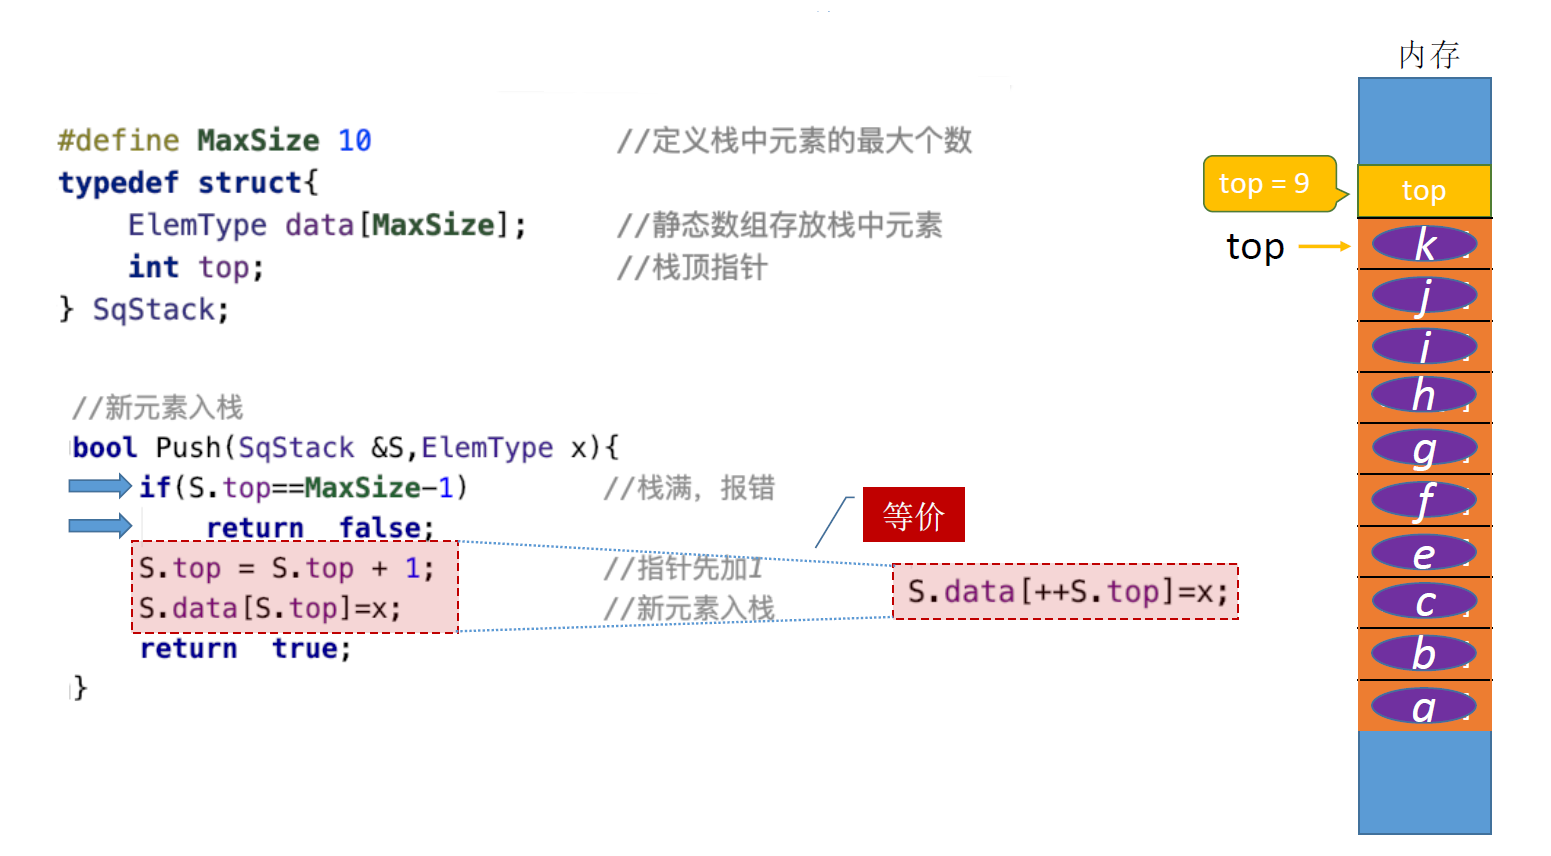 内存
#define MaxSize 10 //定义栈中元素的最大个数
typedef struct{
ElemType data[MaxSize]; //静态数组存放栈中元素
int top; //栈顶指针
} SqStack;
//新元素入栈
bool Push(SqStack &S,ElemType x){
if(S.top==MaxSize-1) //栈满，报错
return false;
S.top = S.top + 1; //指针先加1
S.data[S.top]=x; //新元素入栈
return true;
}
等价
S.data[++S.top]=x;
top = 9
top
top
k
j
i
h
g
f
e
c
b
a